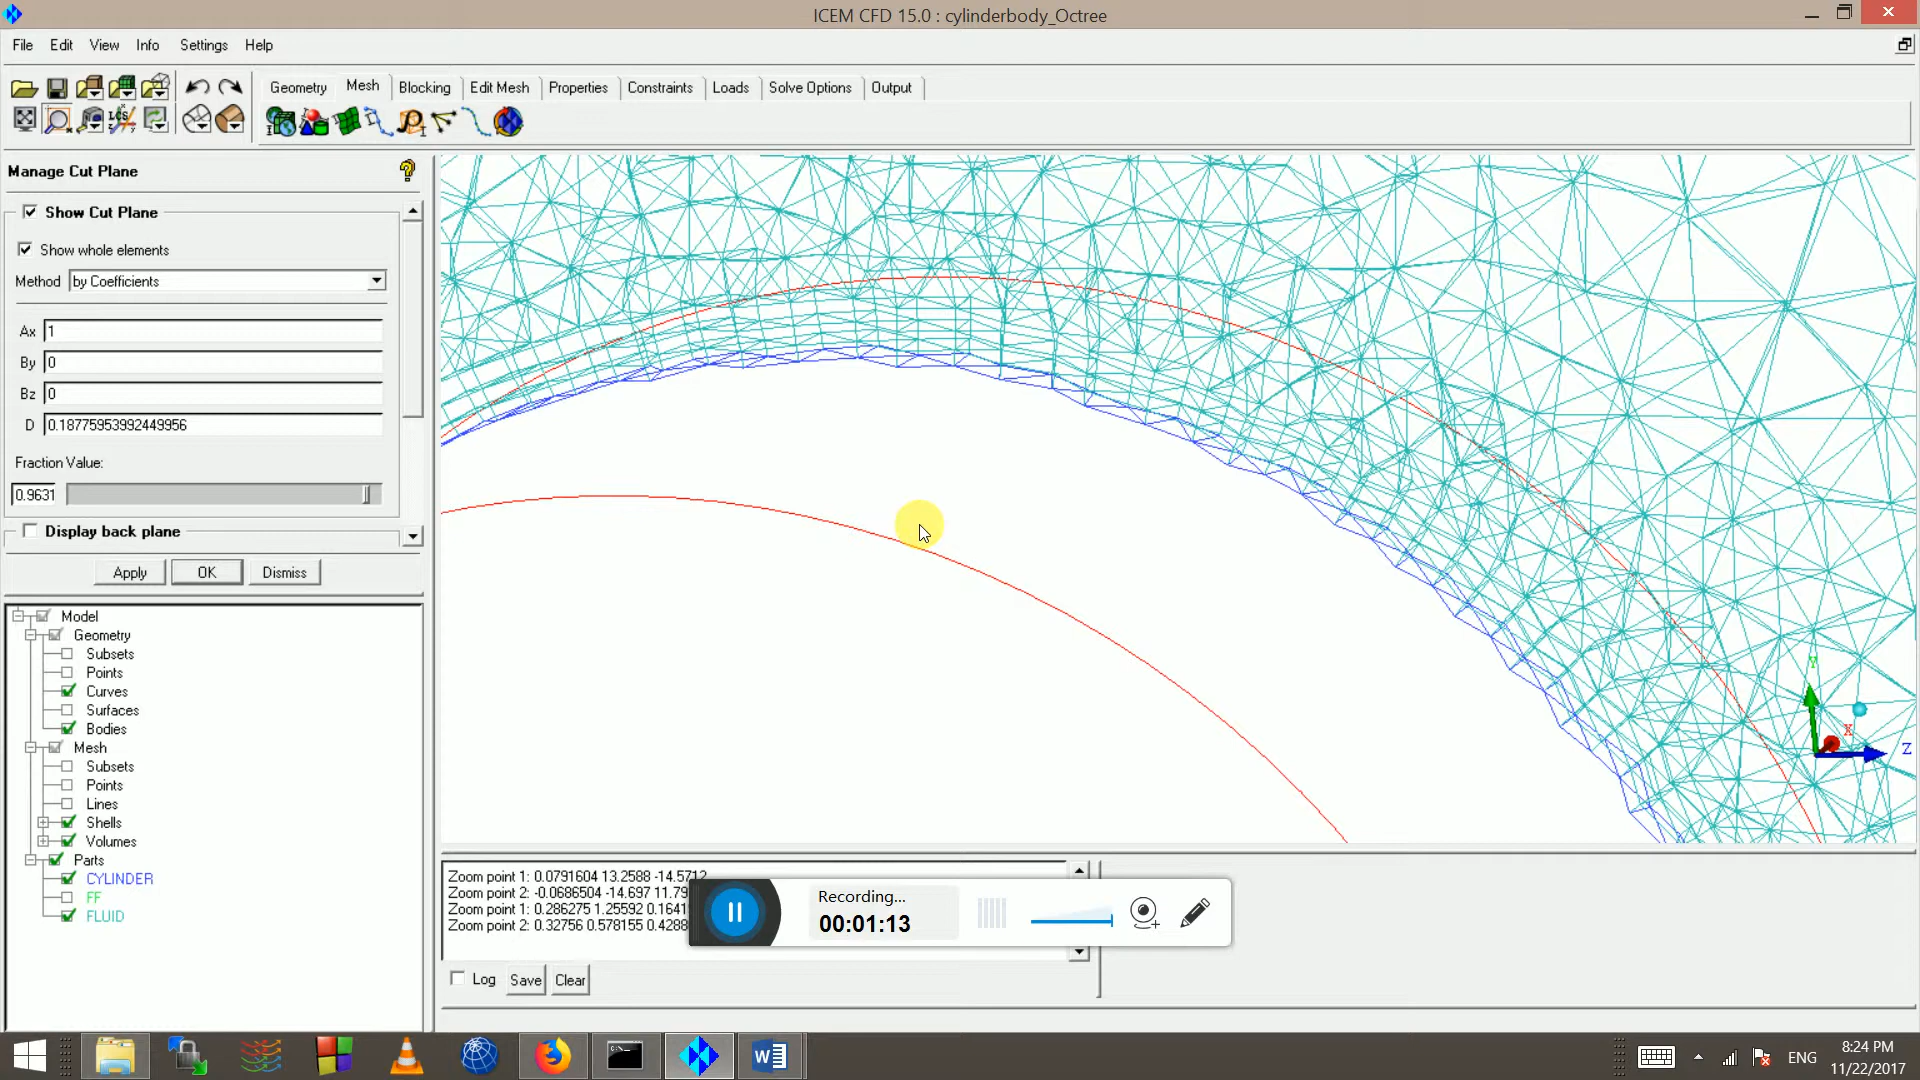 ICEM CFD 15.0 : cylinderbody_Octree
File Edit View Info Settings Help
Geometry Mesh Blocking Edit Mesh Properties Constraints Loads Solve Options Output
LCS
Manage Cut Plane
Show Cut Plane
Show whole elements
Method by Coefficients
Ax 1
By 0
Bz 0
D 0.18775953992449956
Fraction Value:
0.9631
Display back plane
Apply OK Dismiss
Model
Geometry
Subsets
Points
Curves
Surfaces
Bodies
Mesh
Subsets
Points
Lines
Shells
Volumes
Parts
CYLINDER
FF
FLUID
Y
X
Z
Zoom point 1: 0.0791604 13.2588 -14.5712
Zoom point 2: -0.0686504 -14.697 11.79
Zoom point 1: 0.286275 1.25592 0.1641
Zoom point 2: 0.32756 0.578155 0.4288
Recording...
00:01:13
Log Save Clear
ENG
8:24 PM
11/22/2017